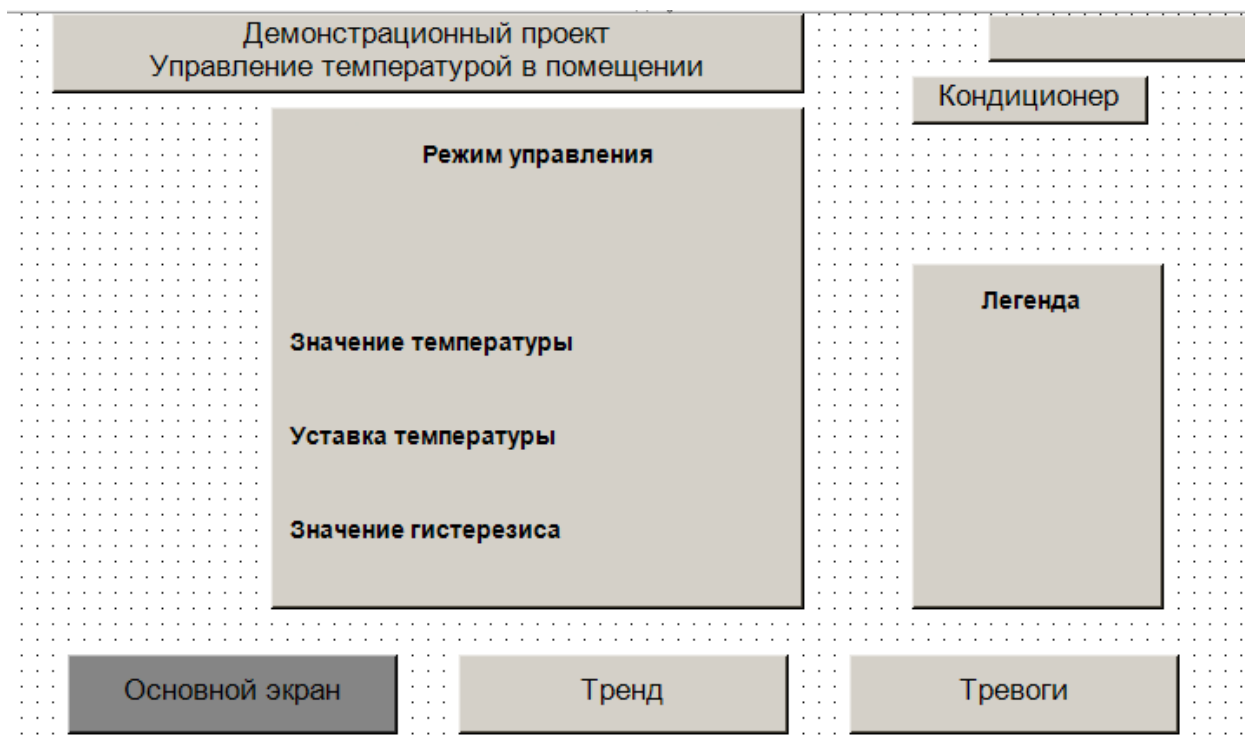 Демонстрационный проект
Управление температурой в помещении
Кондиционер
Режим управления
Легенда
Значение температуры
Уставка температуры
Значение гистерезиса
Основной экран
Тренд
Тревоги